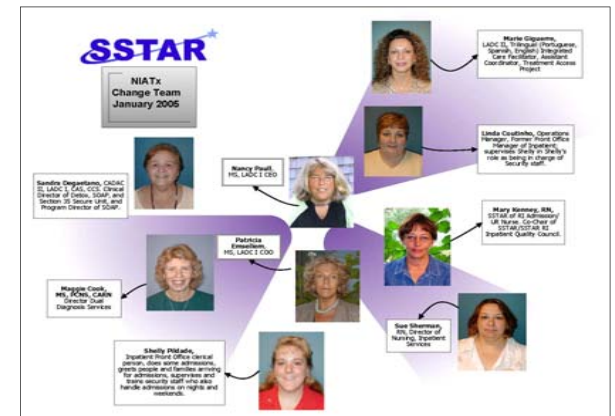 SSTAR
NIATx
Change Team
January 2005
Marie Giguerre,
LADC II, Trilingual (Portuguese,
Spanish, English) Integrated
Care Facilitator, Assistant
Coordinator, Treatment Access
Project
Linda Coutinho, Operations
Manager, Former Front Office
Manager of Inpatient;
supervises Shelly in Shelly's
role as being in charge of
Security staff.
Nancy Paull,
MS, LADC I CEO
Sandra Degaetano, CADAC
II, LADC I, CAS, CCS. Clinical
Director of Detox, SOAP, and
Section 35 Secure Unit, and
Program Director of SOAP.
Mary Kenney, RN,
SSTAR of RI Admission/
UR Nurse. Co-Chair of
SSTAR/SSTAR RI
Inpatient Quality Council.
Patricia
Emsellem,
MS, LADC I COO
Maggie Cook,
MS, PCNS, CARN
Director Dual
Diagnosis Services
Sue Sherman,
RN, Director of
Nursing, Inpatient
Services
Shelly
Inpatient Front Office clerical
person, does some admissions,
greets people and families arriving
for admissions, supervises and
trains security staff who also
handle admissions on nights and
weekends.